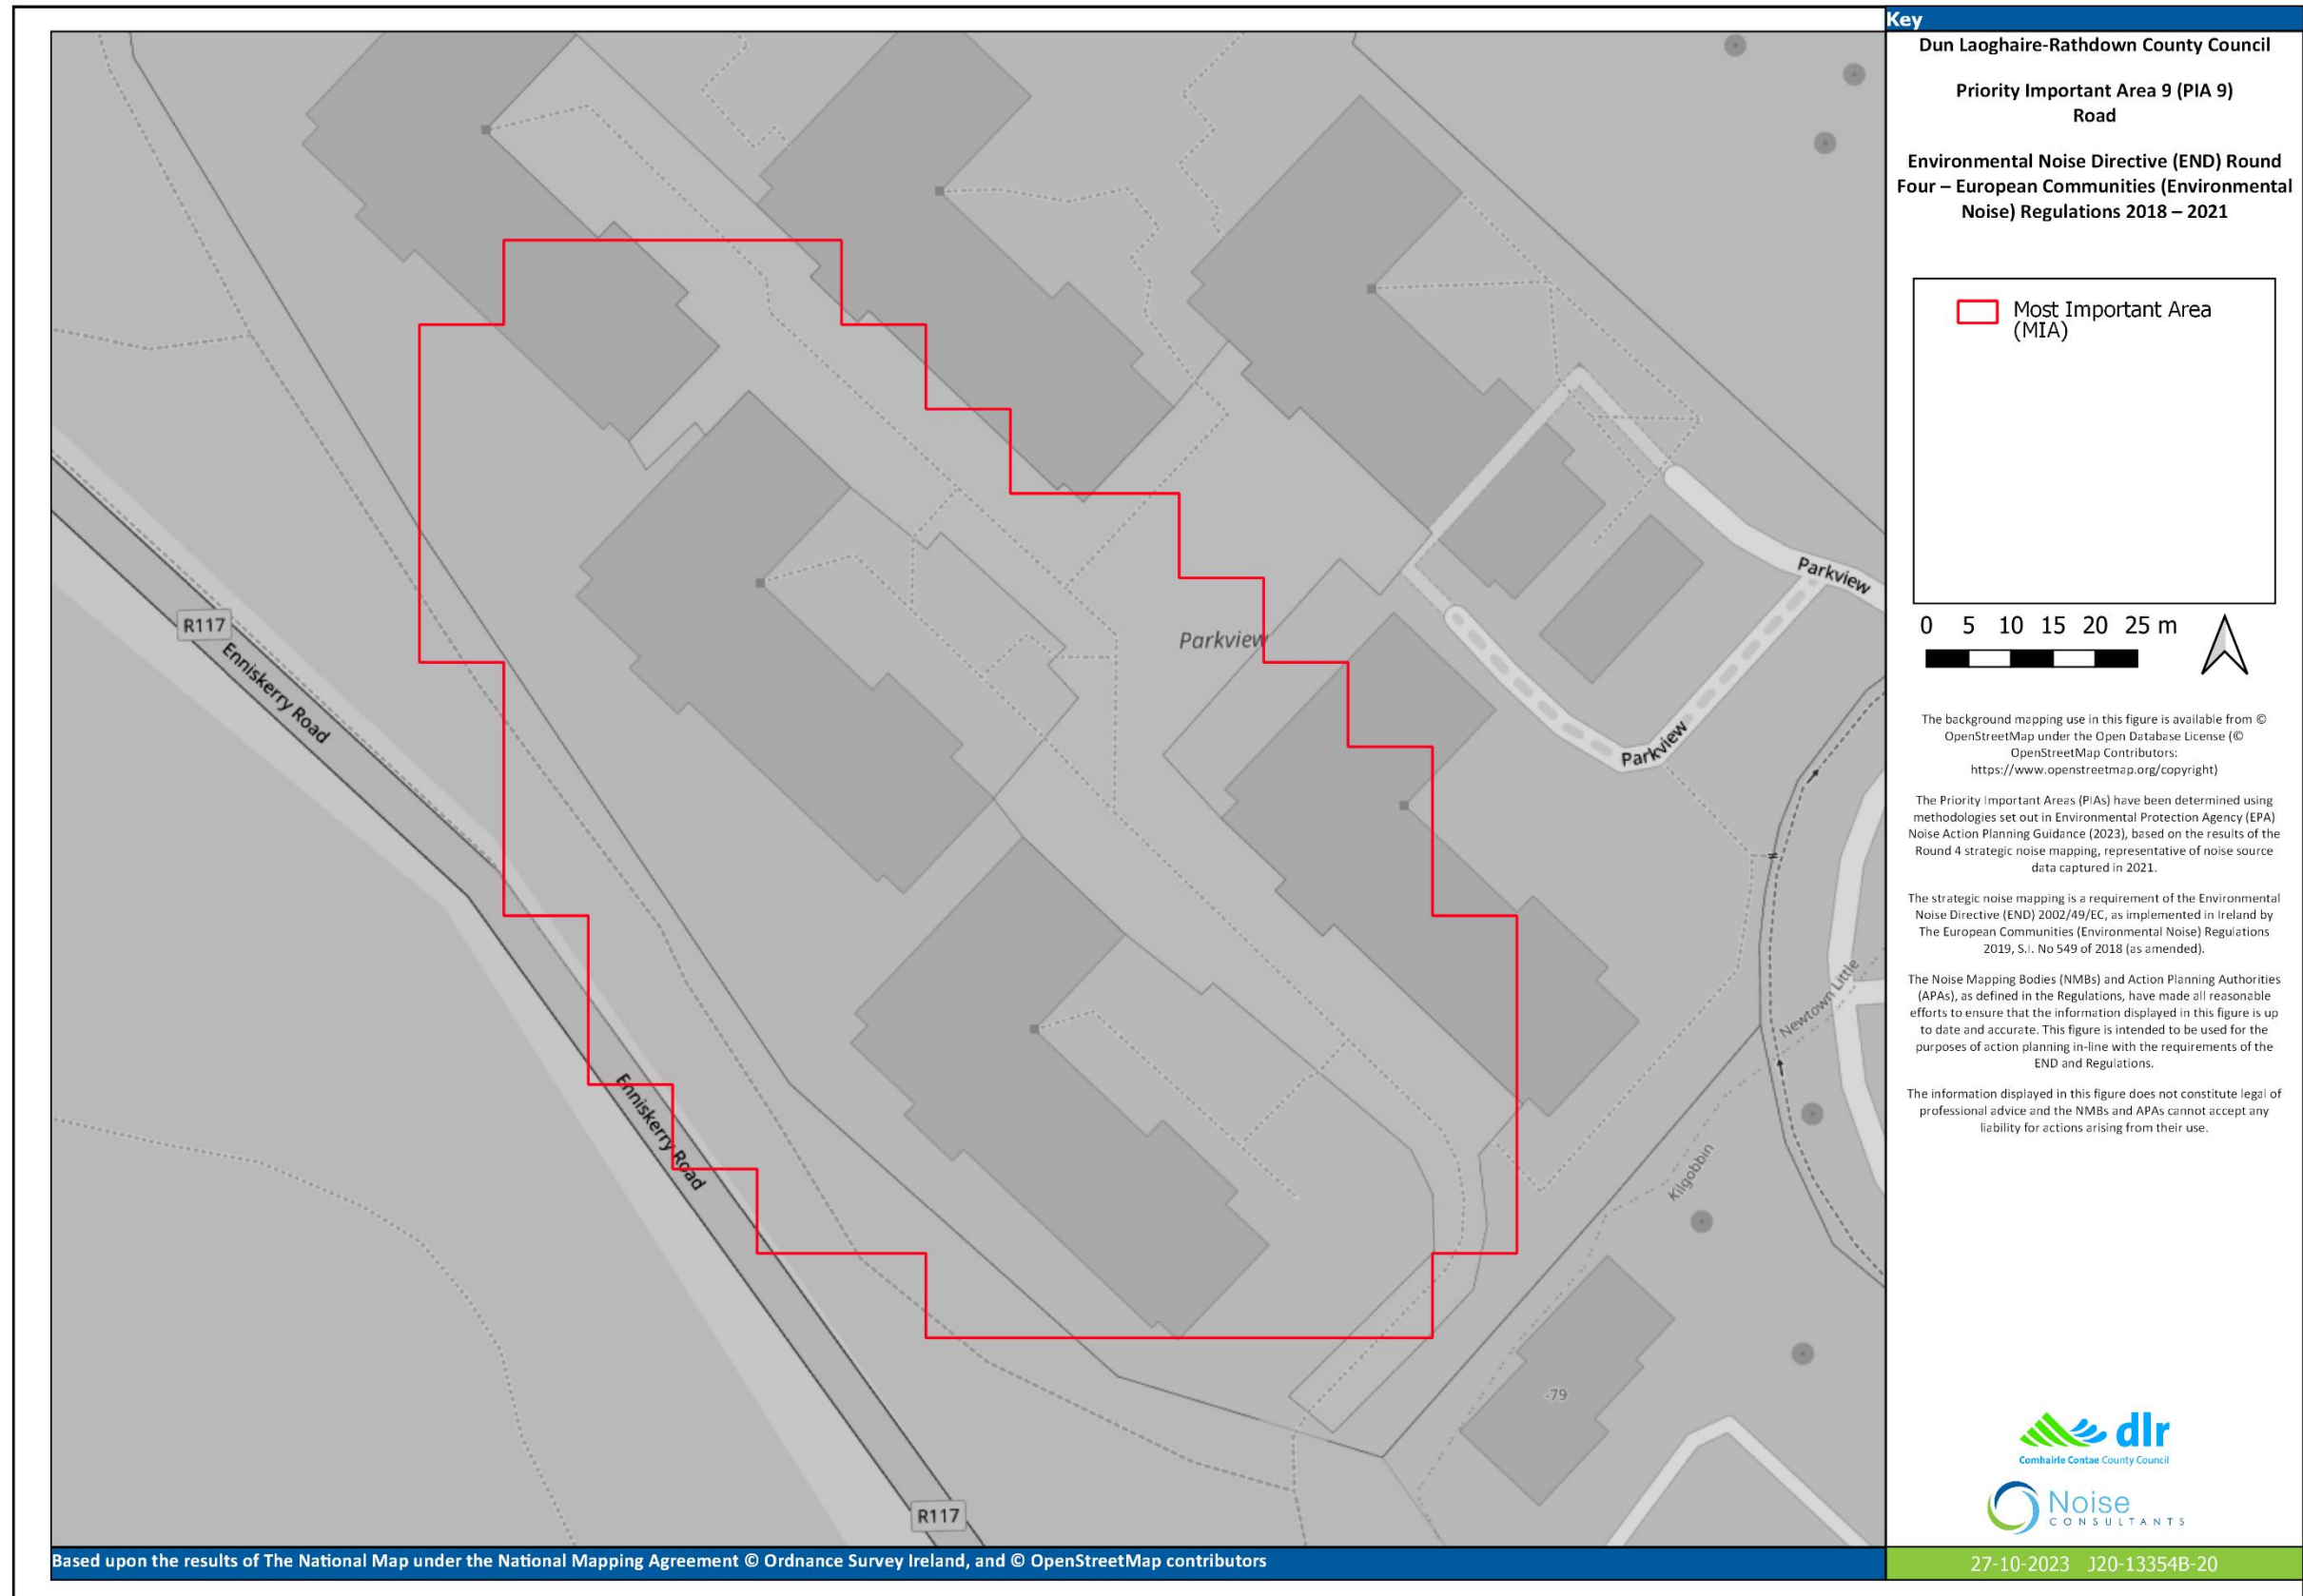 Key
Dun Laoghaire-Rathdown County Council
Priority Important Area 9 (PIA 9)
Road
Environmental Noise Directive (END) Round
Four – European Communities (Environmental
Noise) Regulations 2018 – 2021
Most Important Area
(MIA)
0 5 10 15 20 25 m
The background mapping use in this figure is available from ©
OpenStreetMap under the Open Database License (©
OpenStreetMap Contributors:
https://www.openstreetmap.org/copyright)
The Priority Important Areas (PIAs) have been determined using
methodologies set out in Environmental Protection Agency (EPA)
Noise Action Planning Guidance (2023), based on the results of the
Round 4 strategic noise mapping, representative of noise source
data captured in 2021.
The strategic noise mapping is a requirement of the Environmental
Noise Directive (END) 2002/49/EC, as implemented in Ireland by
The European Communities (Environmental Noise) Regulations
2019, S.I. No 549 of 2018 (as amended).
The Noise Mapping Bodies (NMBs) and Action Planning Authorities
(APAs), as defined in the Regulations, have made all reasonable
efforts to ensure that the information displayed in this figure is up
to date and accurate. This figure is intended to be used for the
purposes of action planning in-line with the requirements of the
END and Regulations.
The information displayed in this figure does not constitute legal of
professional advice and the NMBs and APAs cannot accept any
liability for actions arising from their use.
dlr
Comhairle Contae County Council
Noise
CONSULTANTS
27-10-2023 J20-13354B-20
Parkview
R117
Enniskerry Road
Parkview
Parkview
Newtown Little
Enniskerry Road
Kilgobbin
-79
R117
Based upon the results of The National Map under the National Mapping Agreement © Ordnance Survey Ireland, and © OpenStreetMap contributors